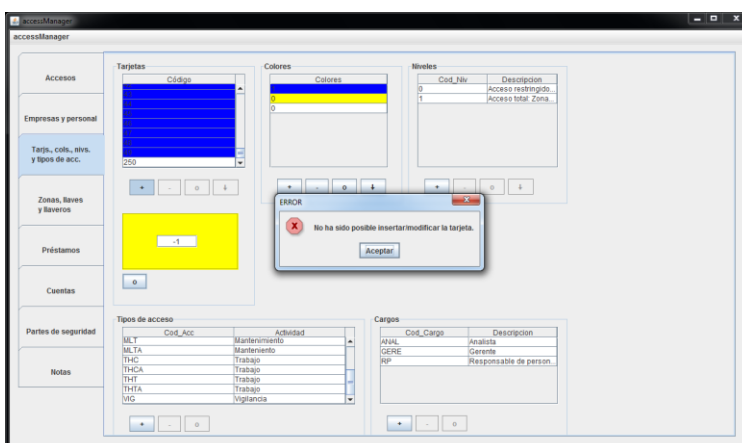 accessManager
accessManager
Accesos
Empresas y personal
Tarjs., cols., nivs.
y tipos de acc.
Zonas, llaves
y llaveros
Préstamos
Cuentas
Partes de seguridad
Notas
Tarjetas
Código
250
+ - o ↓
-1
o
Colores
Colores
0
0
+ - o ↓
Niveles
Cod_Niv Descripcion
0 Acceso restringido...
1 Acceso total: Zona...
+ - o ↓
ERROR
No ha sido posible insertar/modificar la tarjeta.
Aceptar
Tipos de acceso
Cod_Acc Actividad
MLT Mantenimiento
MLTA Manteniento
THC Trabajo
THCA Trabajo
THT Trabajo
THTA Trabajo
VIG Vigilancia
+ - o
Cargos
Cod_Cargo Descripcion
ANAL Analista
GERE Gerente
RP Responsable de person...
+ - o